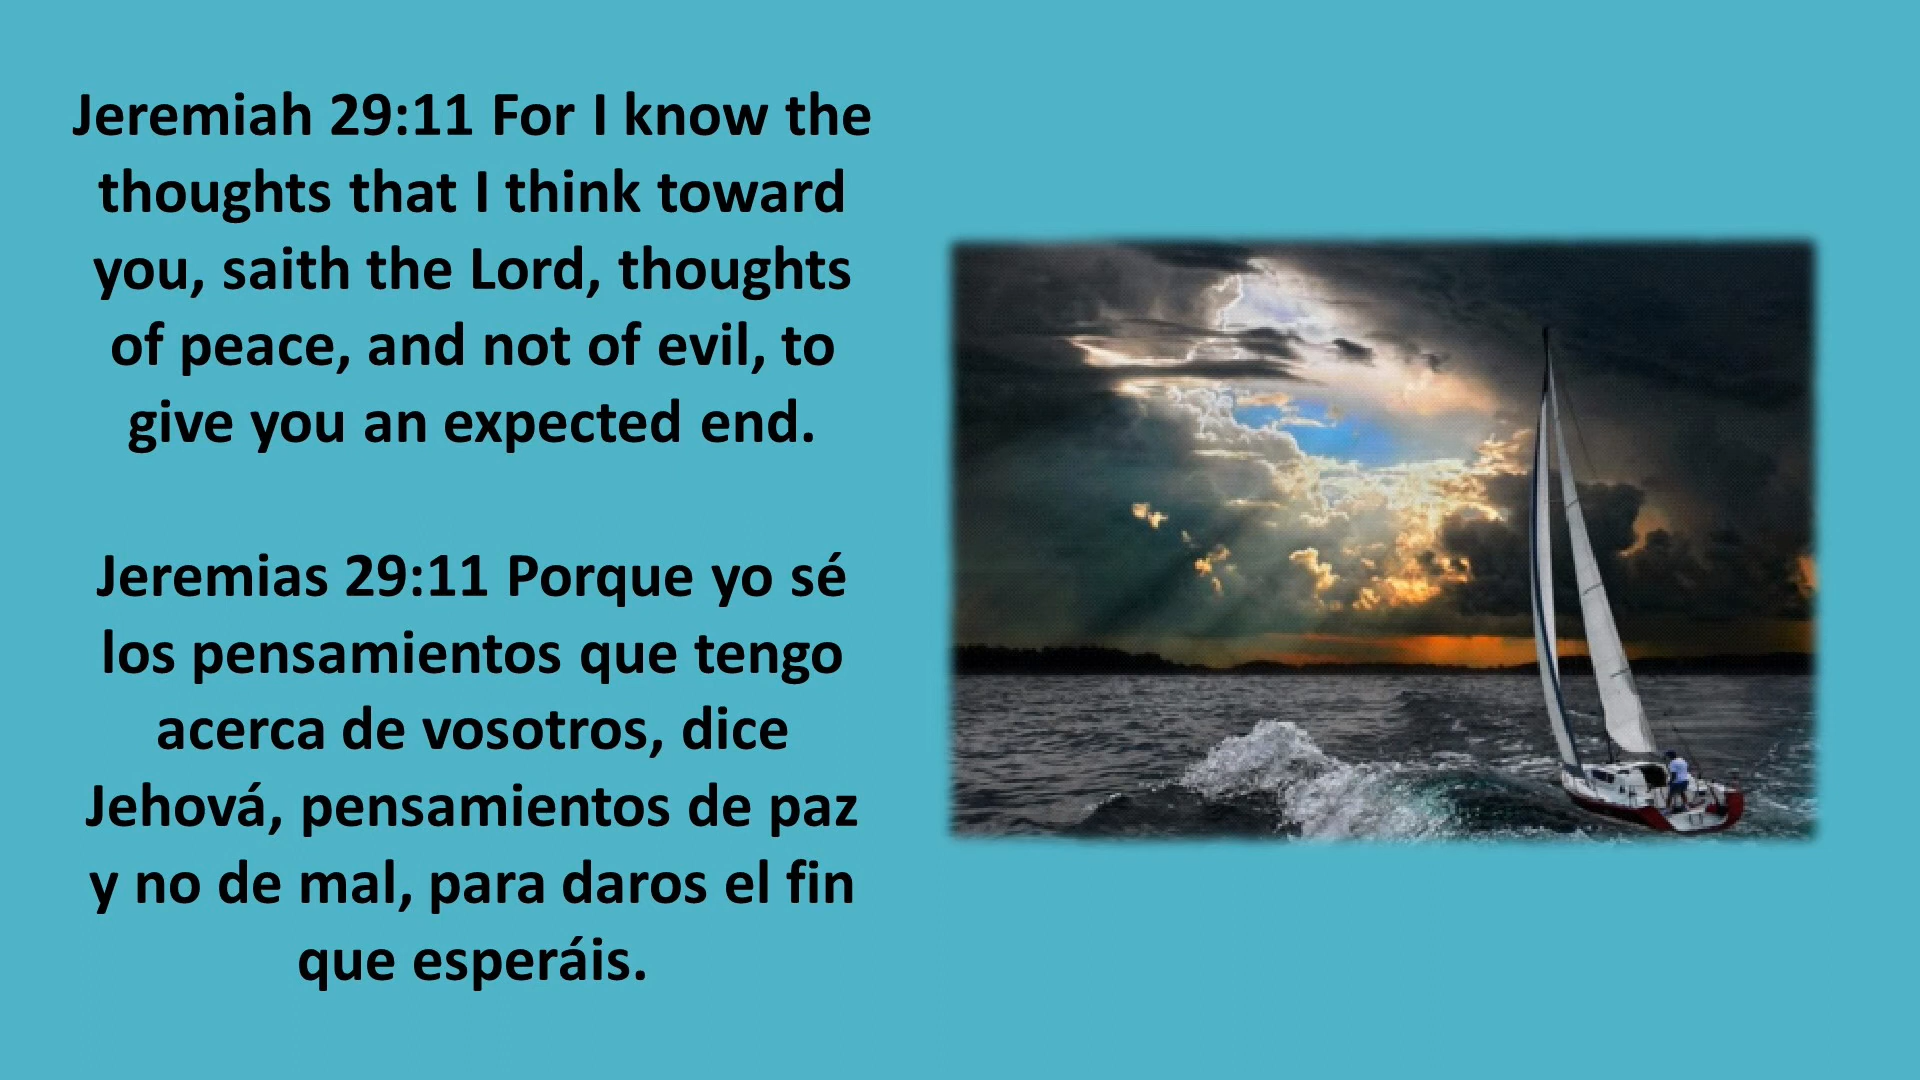 Jeremiah 29:11 For I know the
thoughts that I think toward
you, saith the Lord, thoughts
of peace, and not of evil, to
give you an expected end.
Jeremias 29:11 Porque yo sé
los pensamientos que tengo
acerca de vosotros, dice
Jehová, pensamientos de paz
y no de mal, para daros el fin
que esperáis.